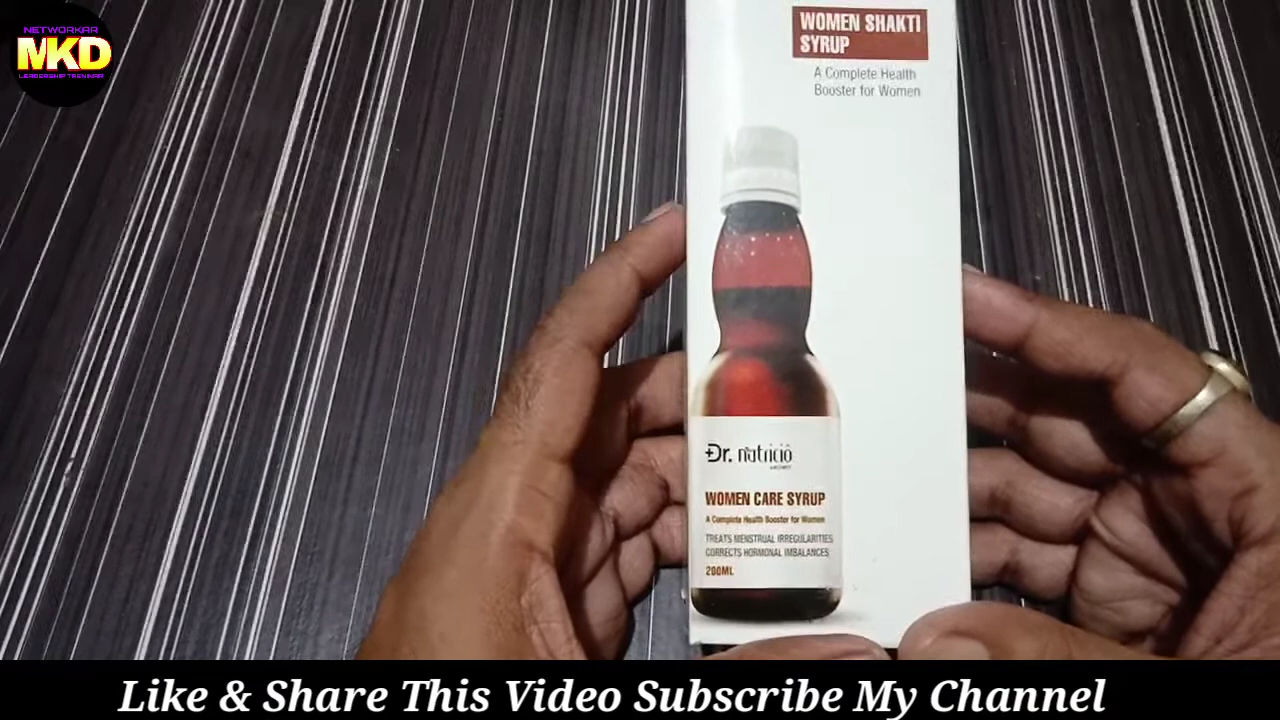 NETWORKAR
MKD
WOMEN SHAKTI
SYRUP
A Complete Health
Booster for Women
Dr. natricio
WOMEN CARE SYRUP
A Complete Health Booster for Women
TREATS MENSTRUAL IRREGULARITIES
CORRECTS HORMONAL IMBALANCES
200ML
Like & Share This Video Subscribe My Channel